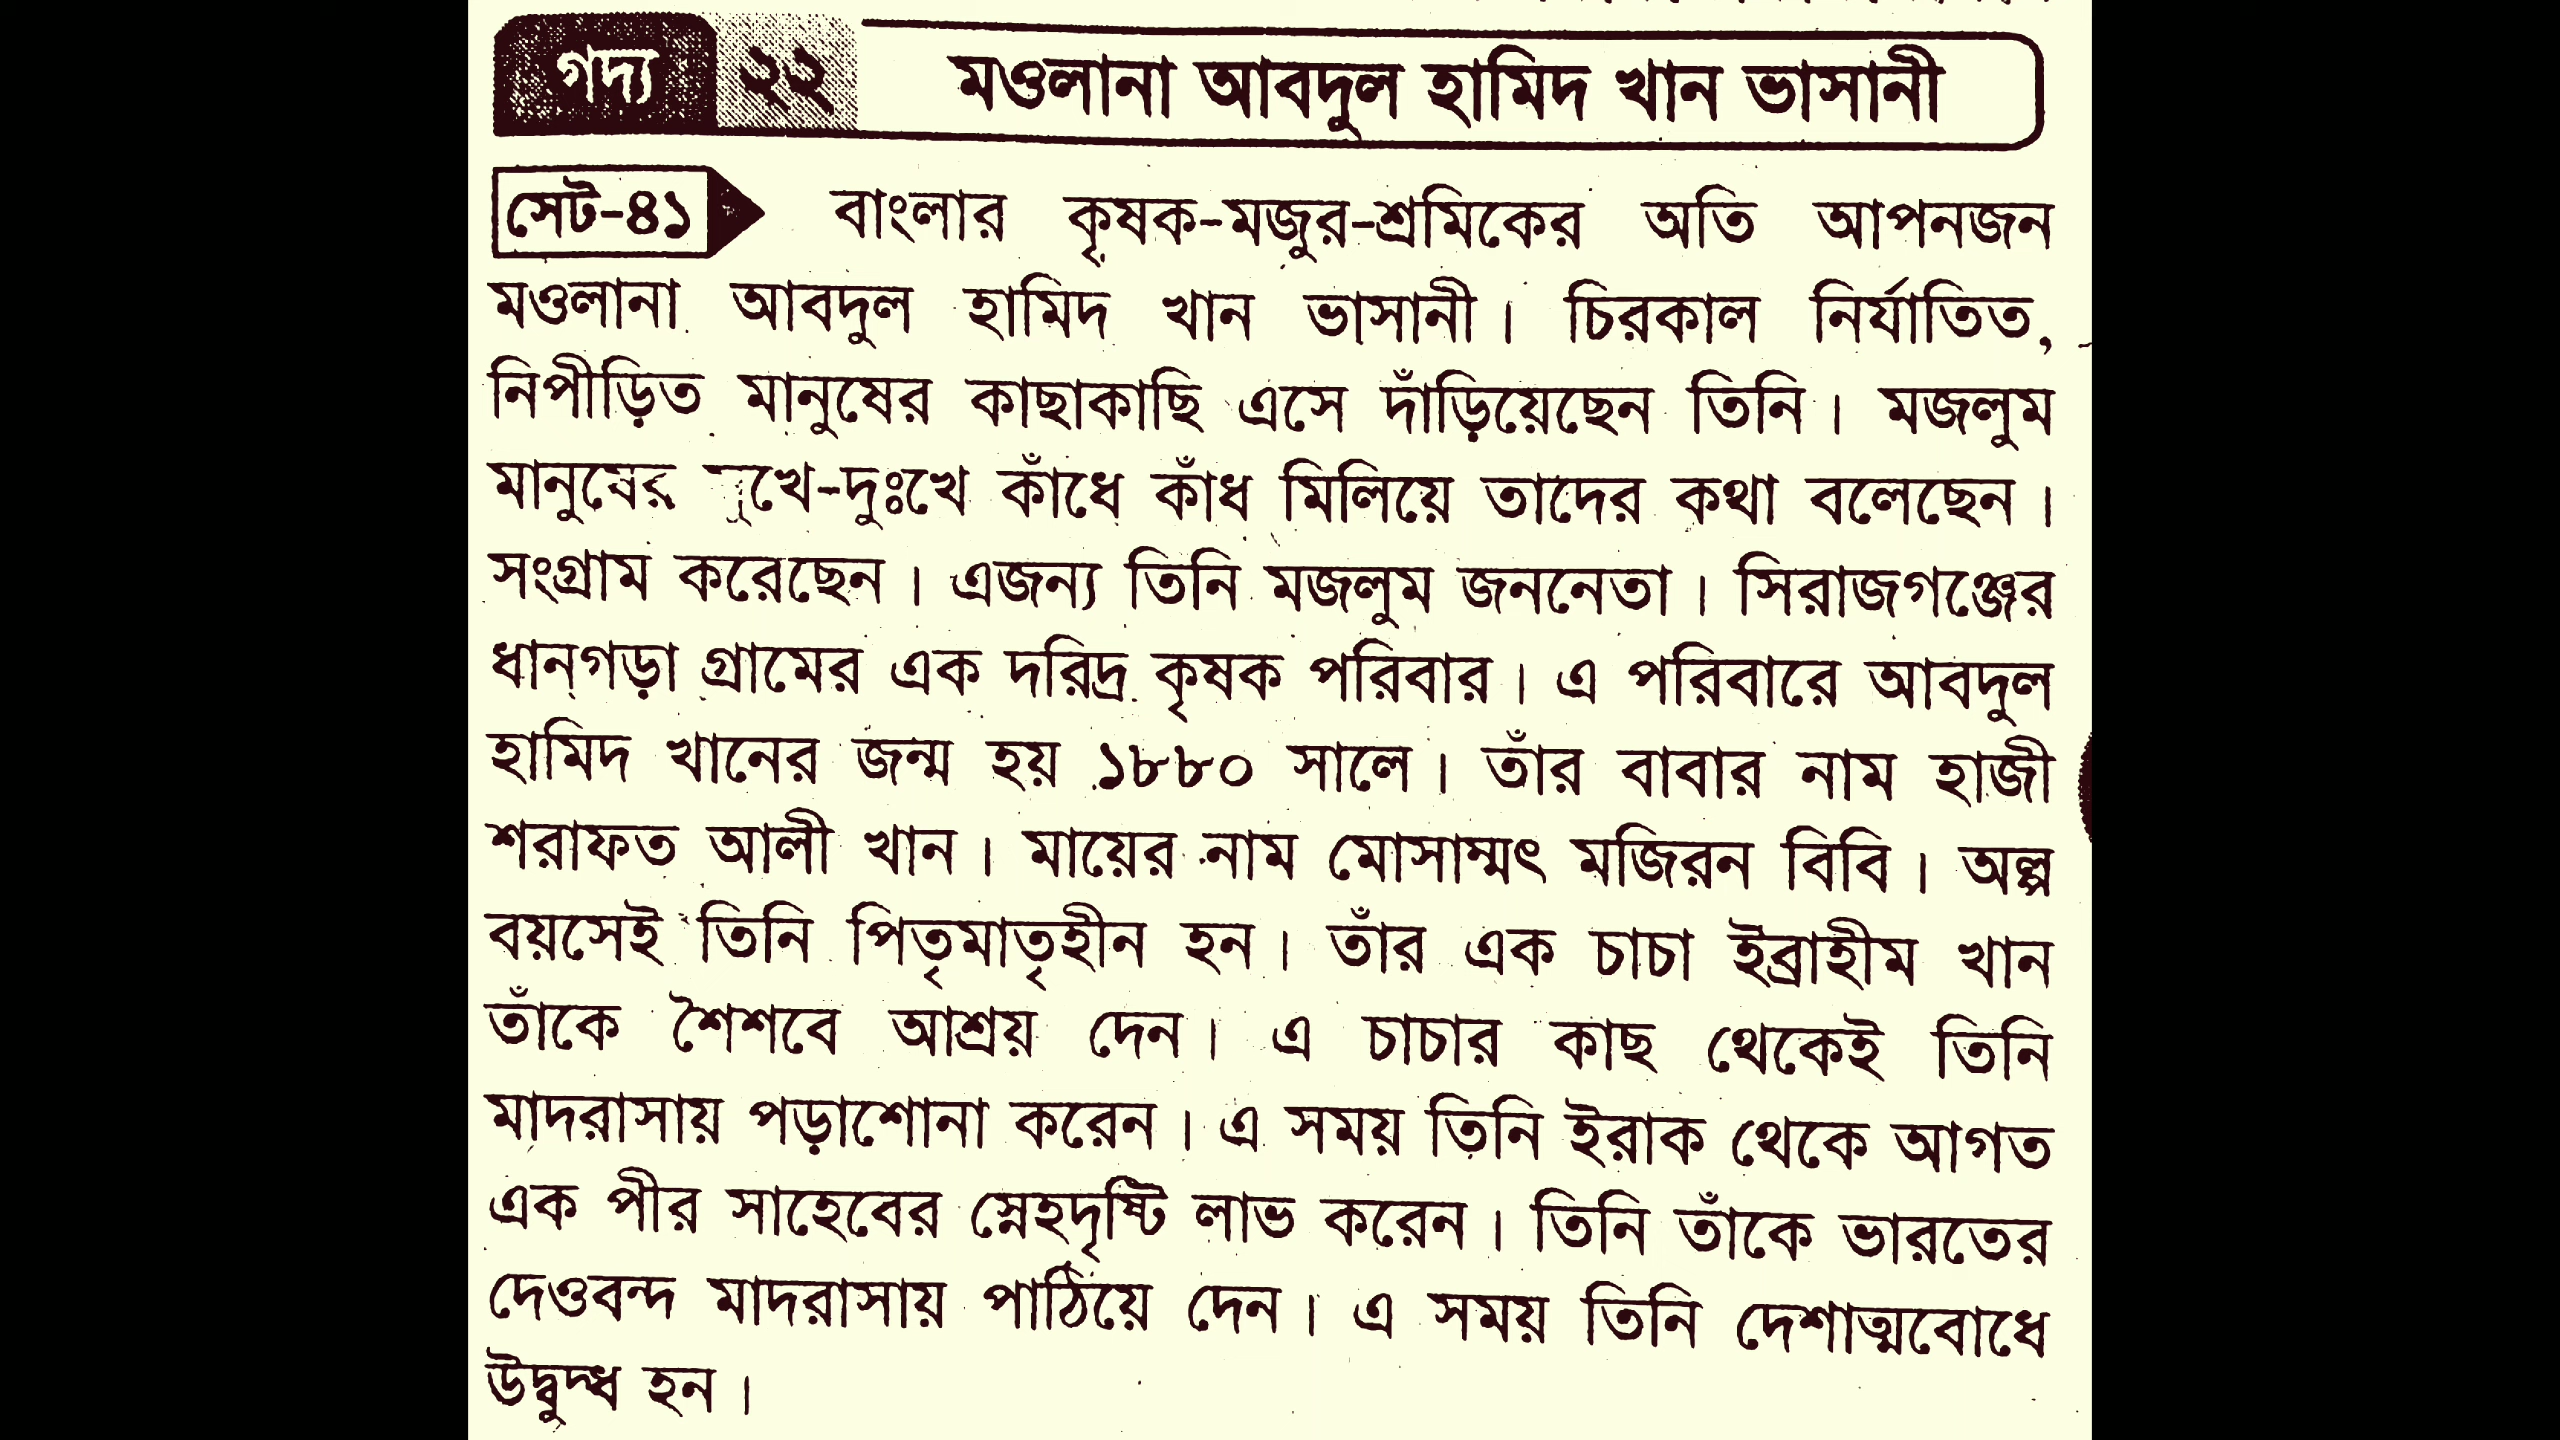 গদ্য ২২ মওলানা আবদুল হামিদ খান ভাসানী
সেট-৪১ বাংলার কৃষক-মজুর-শ্রমিকের অতি আপনজন
মওলানা আবদুল হামিদ খান ভাসানী। চিরকাল নির্যাতিত,
নিপীড়িত মানুষের কাছাকাছি এসে দাঁড়িয়েছেন তিনি। মজলুম
মানুষের সুখে-দুঃখে কাঁধে কাঁধ মিলিয়ে তাদের কথা বলেছেন।
সংগ্রাম করেছেন। এজন্য তিনি মজলুম জননেতা। সিরাজগঞ্জের
ধানগড়া গ্রামের এক দরিদ্র কৃষক পরিবার। এ পরিবারে আবদুল
হামিদ খানের জন্ম হয় ১৮৮০ সালে। তাঁর বাবার নাম হাজী
শরাফত আলী খান। মায়ের নাম মোসাম্মৎ মজিরন বিবি। অল্প
বয়সেই তিনি পিতৃমাতৃহীন হন। তাঁর এক চাচা ইব্রাহীম খান
তাঁকে শৈশবে আশ্রয় দেন। এ চাচার কাছ থেকেই তিনি
মাদরাসায় পড়াশোনা করেন। এ সময় তিনি ইরাক থেকে আগত
এক পীর সাহেবের স্নেহদৃষ্টি লাভ করেন। তিনি তাঁকে ভারতের
দেওবন্দ মাদরাসায় পাঠিয়ে দেন। এ সময় তিনি দেশাত্মবোধে
উদ্বুদ্ধ হন।